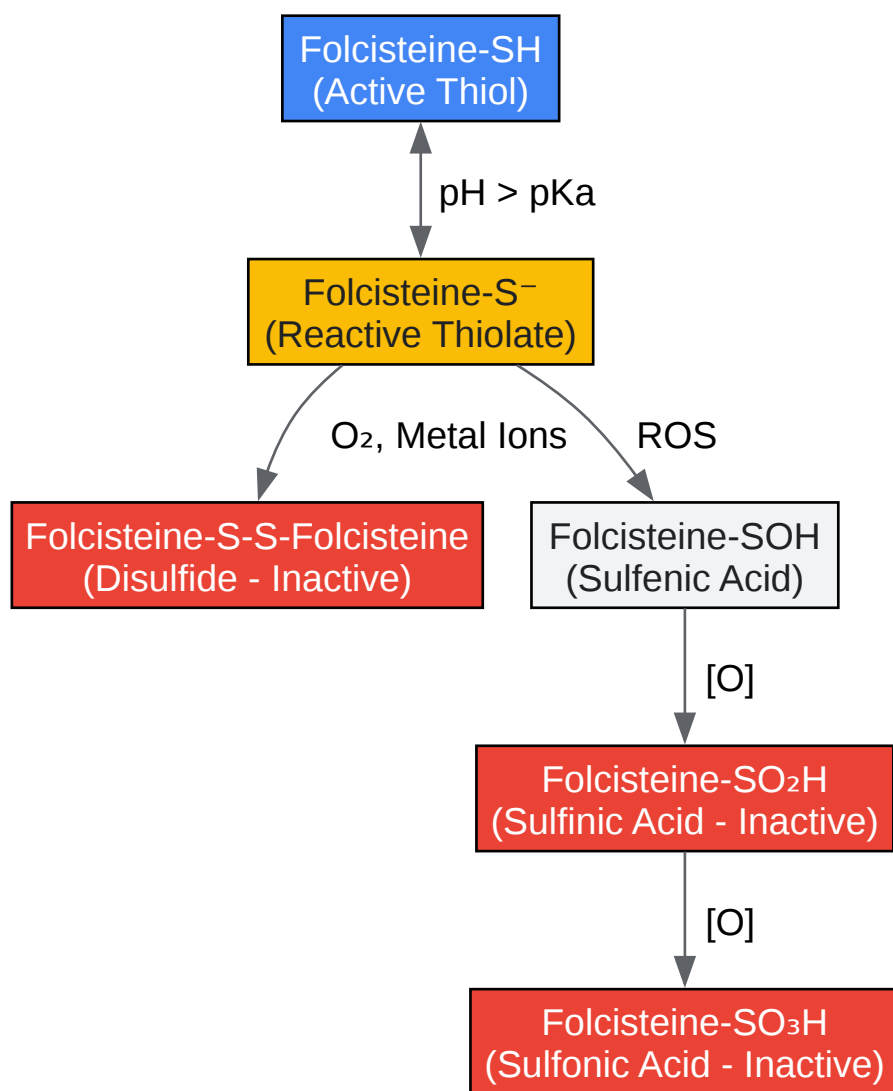 Folcisteine-SH
(Active Thiol)
pH > pKa
Folcisteine-S⁻
(Reactive Thiolate)
O₂, Metal Ions
ROS
Folcisteine-S-S-Folcisteine
(Disulfide - Inactive)
Folcisteine-SOH
(Sulfenic Acid)
[O]
Folcisteine-SO₂H
(Sulfinic Acid - Inactive)
[O]
Folcisteine-SO₃H
(Sulfonic Acid - Inactive)